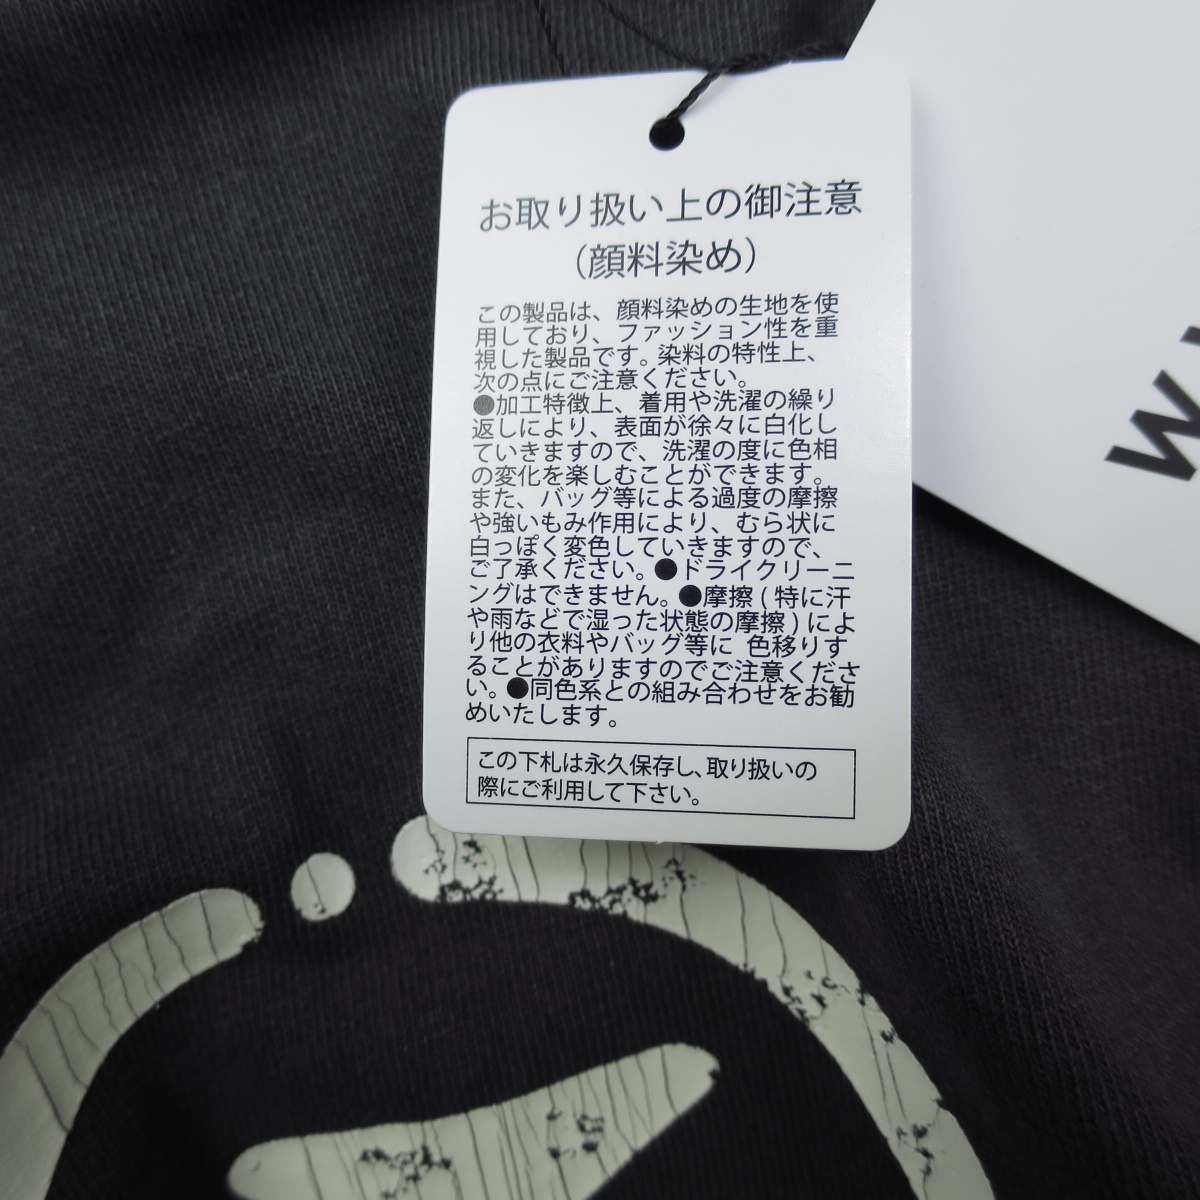 お取り扱い上の御注意
（顔料染め）
この製品は、顔料染めの生地を使
用しており、ファッション性を重
視した製品です。染料の特性上、
次の点にご注意ください。
●加工特徴上、着用や洗濯の繰り
返しにより、表面が徐々に白化し
ていきますので、洗濯の度に色相
の変化を楽しむことができます。
また、バッグ等による過度の摩擦
や強いもみ作用により、むら状に
白っぽく変色していきますので、
ご了承ください。●ドライクリーニ
ングはできません。●摩擦（特に汗
や雨などで湿った状態の摩擦）によ
り他の衣料やバッグ等に 色移りす
ることがありますのでご注意くださ
い。●同色系との組み合わせをお勧
めいたします。
この下札は永久保存し、取り扱いの
際にご利用して下さい。